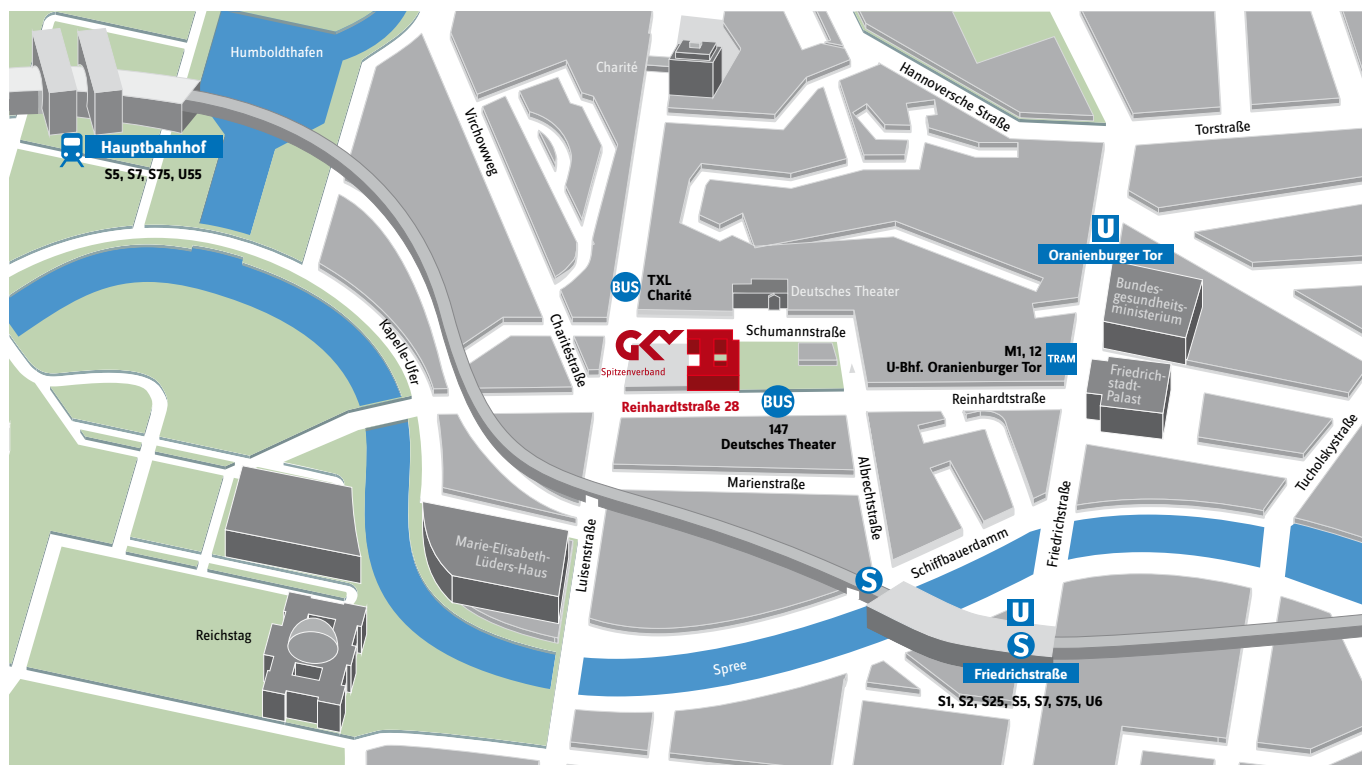 Humboldthafen
Charité
Hannoversche Straße
Torstraße
Virchowweg
Hauptbahnhof
S5, S7, S75, U55
U
Oranienburger Tor
BUS
TXL
Charité
Deutsches Theater
Bundes-
gesundheits-
ministerium
Schumannstraße
Kapelle-Ufer
Charitéstraße
GKV
Spitzenverband
M1, 12
U-Bhf. Oranienburger Tor
TRAM
Friedrich-
stadt-
Palast
Reinhardtstraße 28
BUS
147
Deutsches Theater
Reinhardtstraße
Tucholskystraße
Marienstraße
Albrechtstraße
Luisenstraße
Marie-Elisabeth-
Lüders-Haus
Schiffbauerdamm
Friedrichstraße
S
U
S
Reichstag
Spree
Friedrichstraße
S1, S2, S25, S5, S7, S75, U6